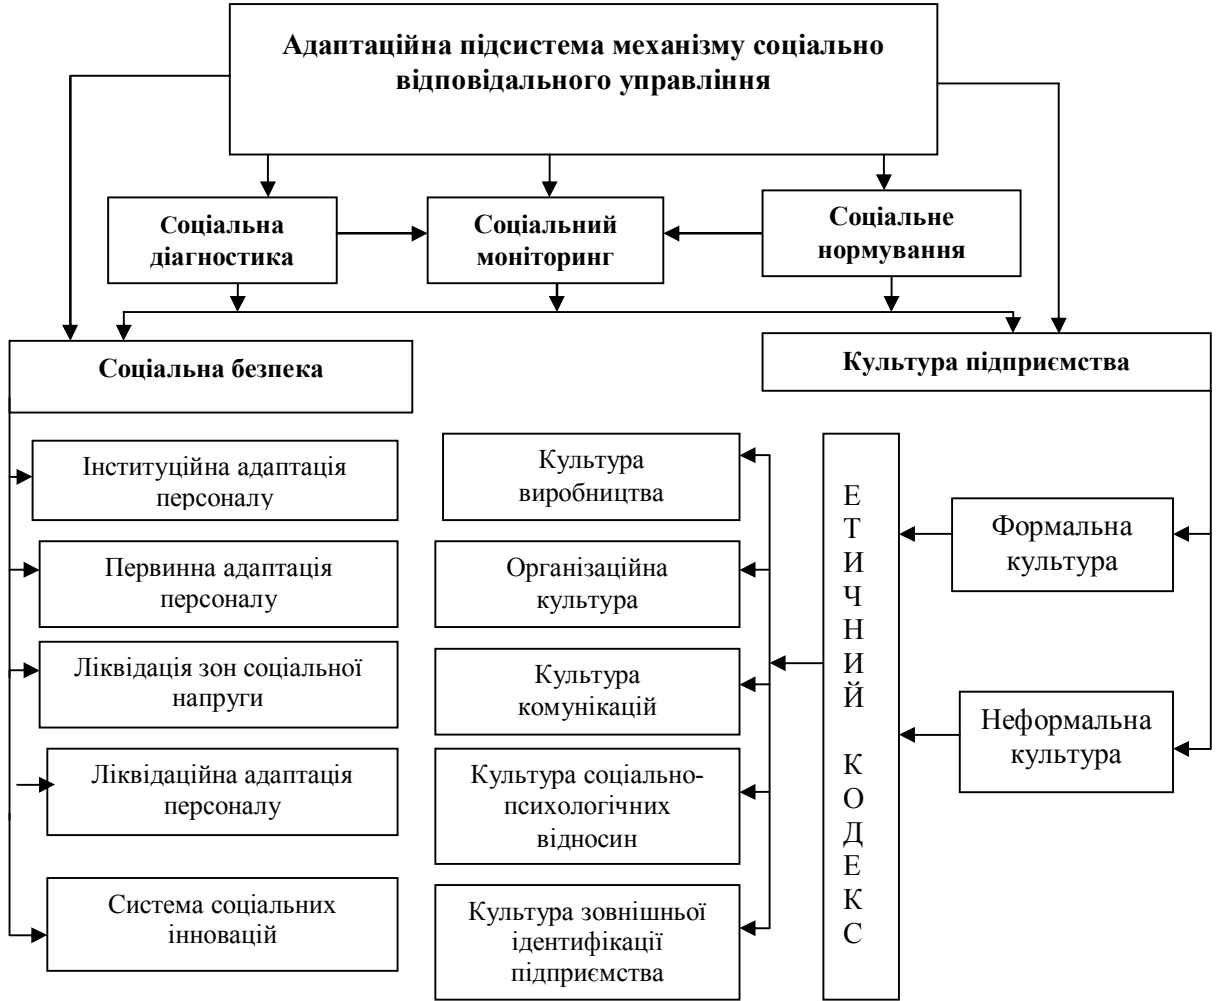 Адаптаційна підсистема механізму соціально
відповідального управління
Соціальна
діагностика
Соціальний
моніторинг
Соціальне
нормування
Соціальна безпека
Культура підприємства
Інституційна адаптація
персоналу
Первинна адаптація
персоналу
Ліквідація зон соціальної
напруги
Ліквідаційна адаптація
персоналу
Система соціальних
інновацій
Культура
виробництва
Організаційна
культура
Культура
комунікацій
Культура соціально-
психологічних
відносин
Культура зовнішньої
ідентифікації
підприємства
Е
Т
И
Ч
Н
И
Й
К
О
Д
Е
К
С
Формальна
культура
Неформальна
культура